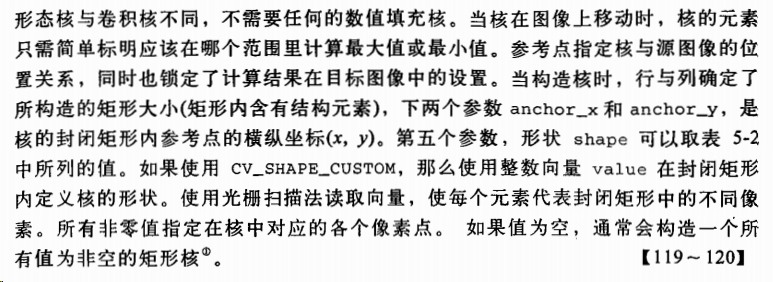 形态核与卷积核不同，不需要任何的数值填充核。当核在图像上移动时，核的元素
只需简单标明应该在哪个范围里计算最大值或最小值。参考点指定核与源图像的位
置关系，同时也锁定了计算结果在目标图像中的设置。当构造核时，行与列确定了
所构造的矩形大小(矩形内含有结构元素)，下两个参数 anchor_x 和 anchor_y，是
核的封闭矩形内参考点的横纵坐标(x, y)。第五个参数，形状 shape 可以取表 5-2
中所列的值。如果使用 CV_SHAPE_CUSTOM，那么使用整数向量 value 在封闭矩形
内定义核的形状。使用光栅扫描法读取向量，使每个元素代表封闭矩形中的不同像
素。所有非零值指定在核中对应的各个像素点。 如果值为空，通常会构造一个所
有值为非空的矩形核①。 【119～120】